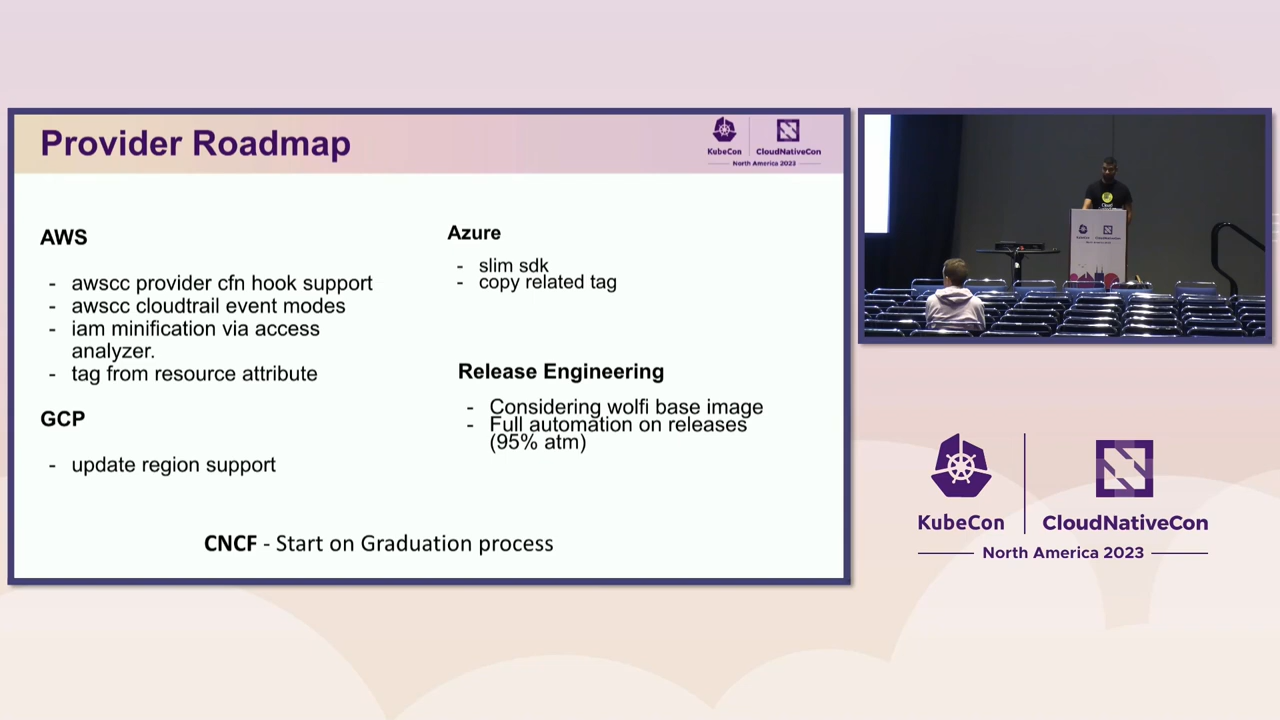 Provider Roadmap
KubeCon
CloudNativeCon
North America 2023
AWS
- awscc provider cfn hook support
- awscc cloudtrail event modes
- iam minification via access
analyzer.
- tag from resource attribute
GCP
- update region support
Azure
- slim sdk
- copy related tag
Release Engineering
- Considering wolfi base image
- Full automation on releases
(95% atm)
CNCF - Start on Graduation process
KubeCon
CloudNativeCon
North America 2023